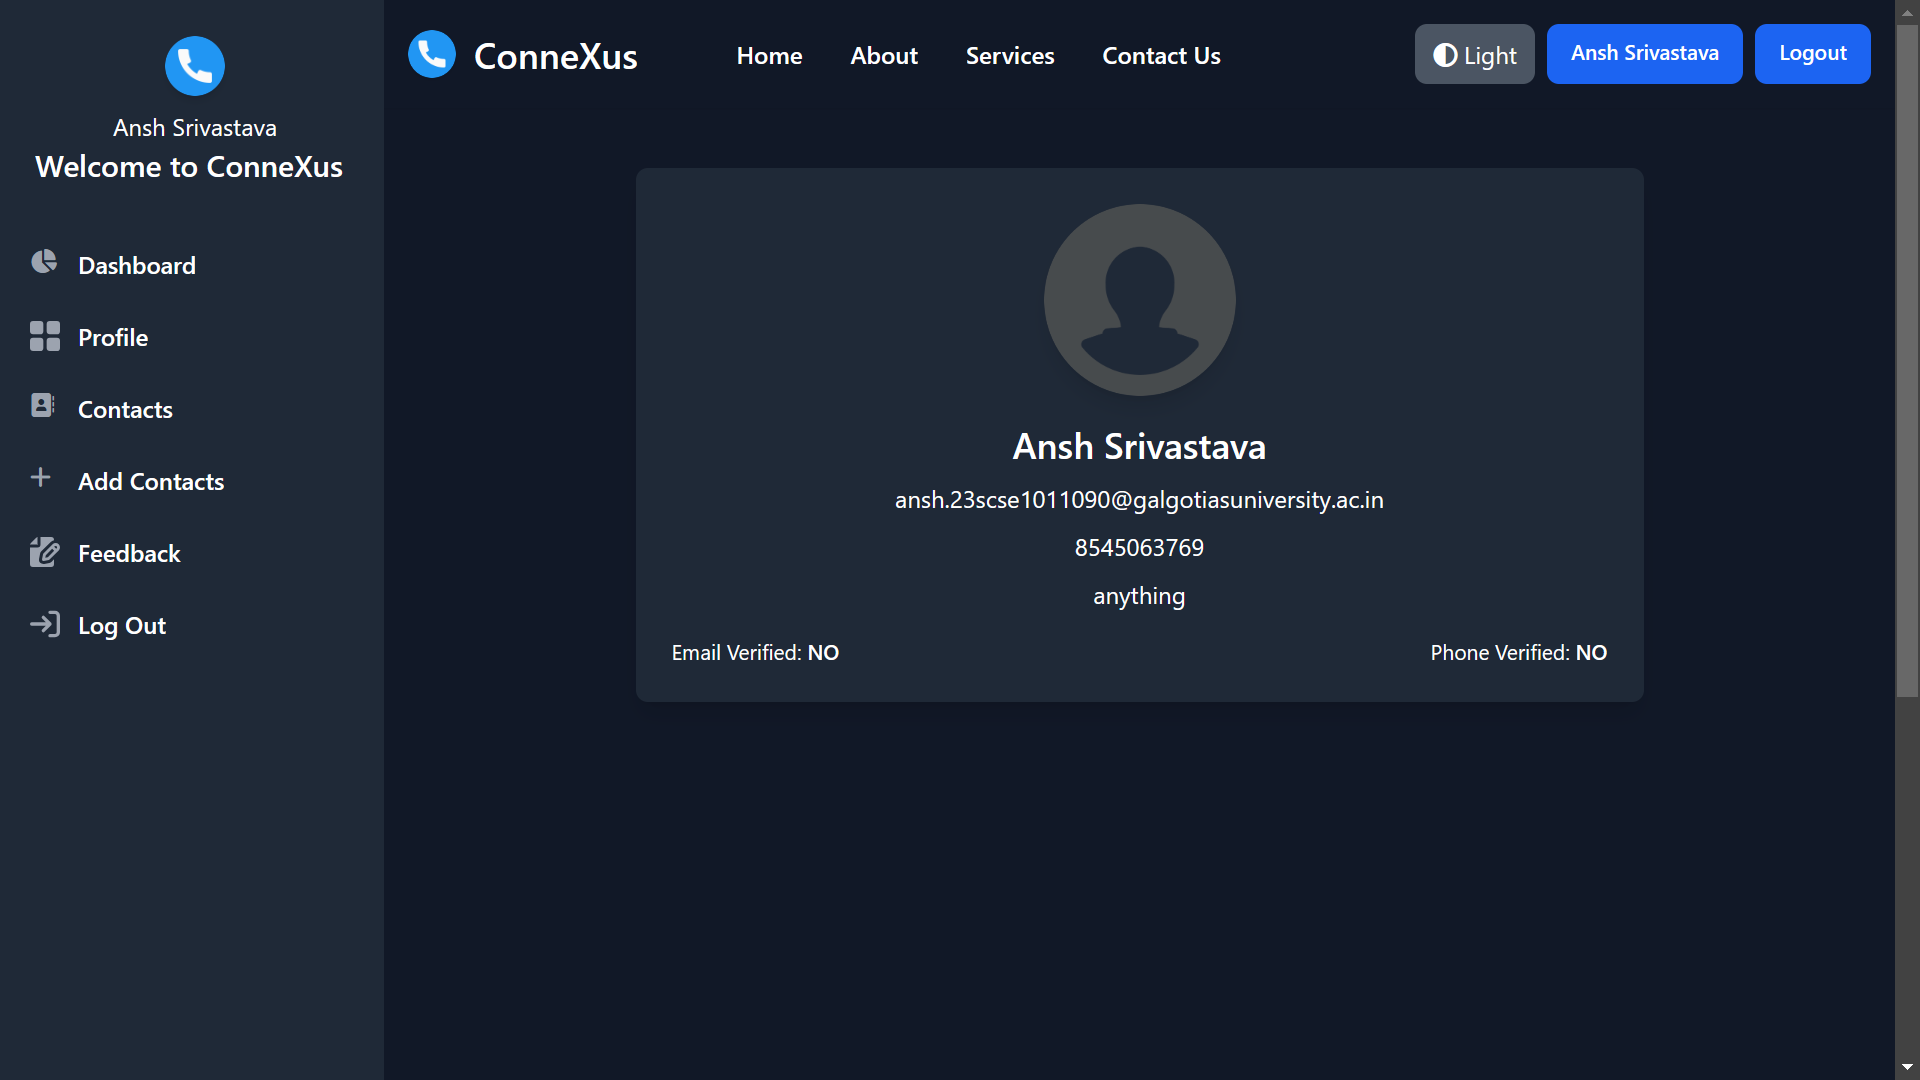 Ansh Srivastava
Welcome to ConneXus
Dashboard
Profile
Contacts
Add Contacts
Feedback
Log Out
ConneXus
Home
About
Services
Contact Us
Light
Ansh Srivastava
Logout
Ansh Srivastava
ansh.23scse1011090@galgotiasuniversity.ac.in
8545063769
anything
Email Verified: NO
Phone Verified: NO